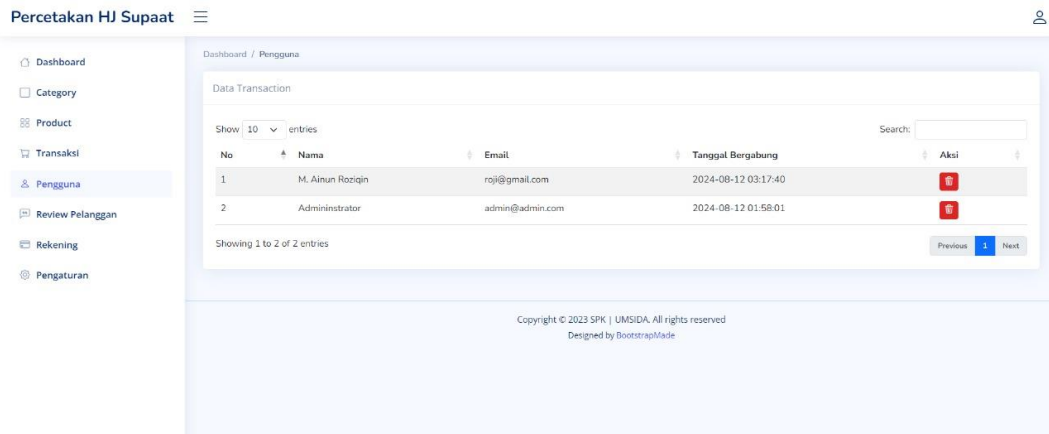 Percetakan HJ Supaat
Dashboard
Category
Product
Transaksi
Pengguna
Review Pelanggan
Rekening
Pengaturan
Dashboard / Pengguna
Data Transaction
Show 10 entries
Search:
No Nama Email Tanggal Bergabung Aksi
1 M. Ainun Roziqin roji@gmail.com 2024-08-12 03:17:40
2 Admininstrator admin@admin.com 2024-08-12 01:58:01
Showing 1 to 2 of 2 entries
Previous 1 Next
Copyright © 2023 SPK | UMSIDA. All rights reserved
Designed by BootstrapMade